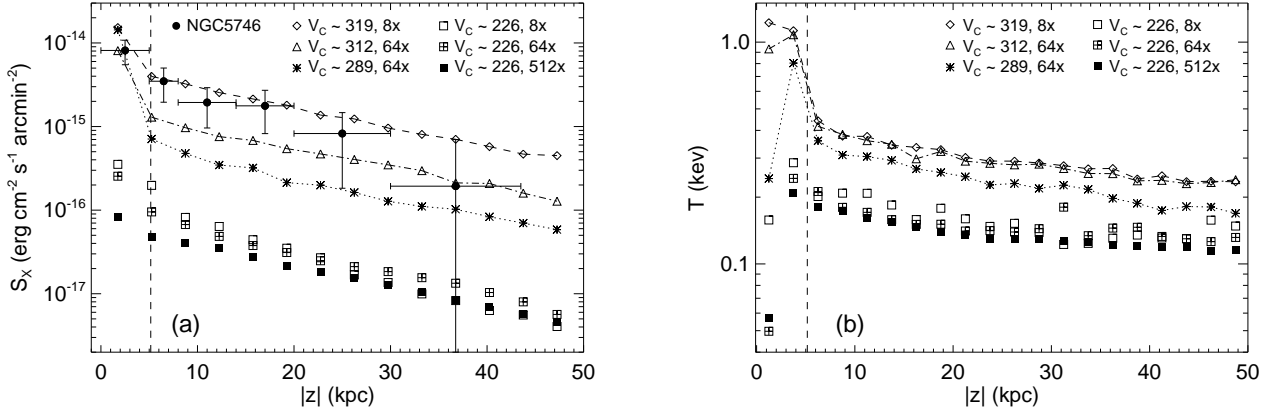 NGC5746
V_C ~ 319, 8x
V_C ~ 312, 64x
V_C ~ 289, 64x
V_C ~ 226, 8x
V_C ~ 226, 64x
V_C ~ 226, 512x
10^-14
10^-15
10^-16
10^-17
S_X (erg cm^-2 s^-1 arcmin^-2)
(a)
0 10 20 30 40 50
|z| (kpc)
V_C ~ 319, 8x
V_C ~ 312, 64x
V_C ~ 289, 64x
V_C ~ 226, 8x
V_C ~ 226, 64x
V_C ~ 226, 512x
1.0
0.1
T (kev)
(b)
0 10 20 30 40 50
|z| (kpc)